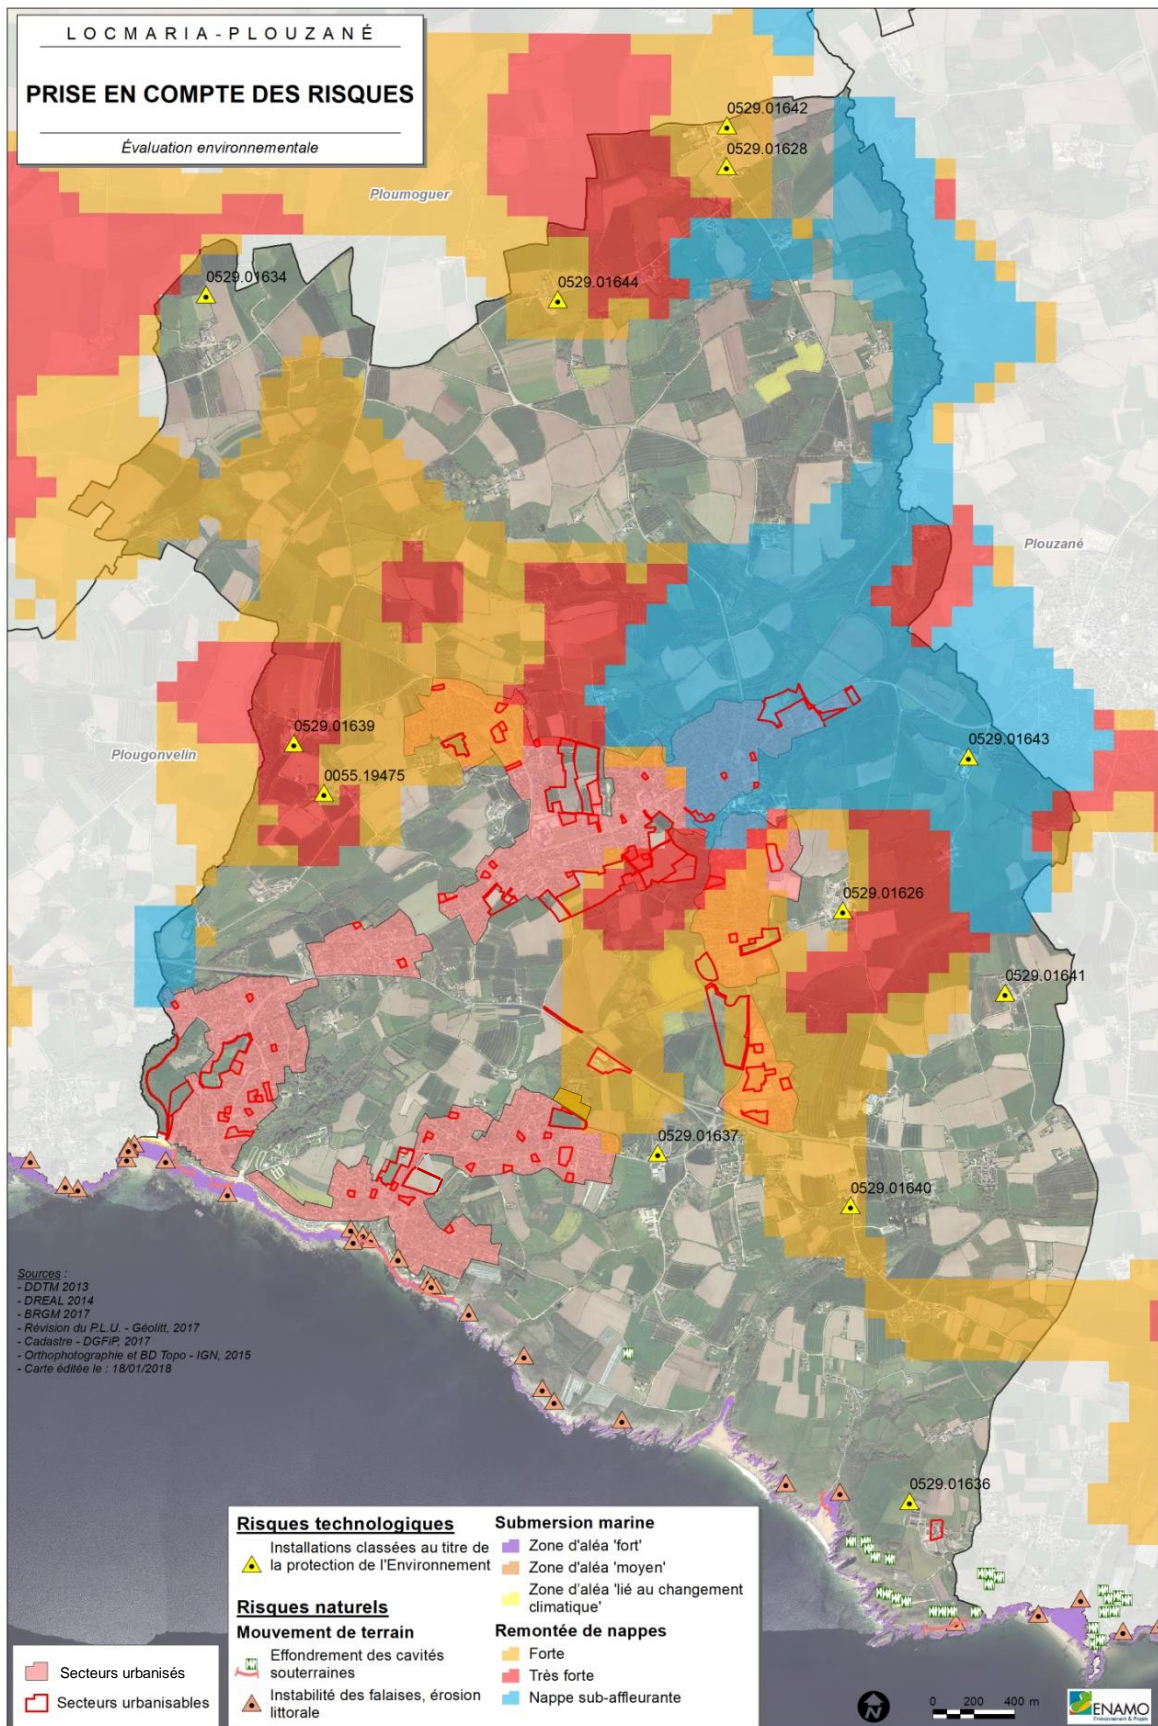 LOCMARIA-PLOUZANÉ
PRISE EN COMPTE DES RISQUES
Évaluation environnementale
0529.01642
0529.01628
Ploumoguer
0529.01634
0529.01644
Plouzané
0529.01639
0529.01643
Plougonvelin
0055.19475
0529.01626
0529.01641
0529.01637
0529.01640
Sources :
- DDTM 2013
- DREAL 2014
- BRGM 2017
- Révision du P.L.U. - Géolitt, 2017
- Cadastre - DGFiP, 2017
- Orthophotographie et BD Topo - IGN, 2015
- Carte éditée le : 18/01/2018
0529.01636
Risques technologiques
Installations classées au titre de
la protection de l'Environnement
Risques naturels
Mouvement de terrain
Effondrement des cavités
souterraines
Instabilité des falaises, érosion
littorale
Submersion marine
Zone d'aléa 'fort'
Zone d'aléa 'moyen'
Zone d'aléa 'lié au changement
climatique'
Remontée de nappes
Forte
Très forte
Nappe sub-affleurante
Secteurs urbanisés
Secteurs urbanisables
N
0 200 400 m
ENAMO
Environnement & Projets